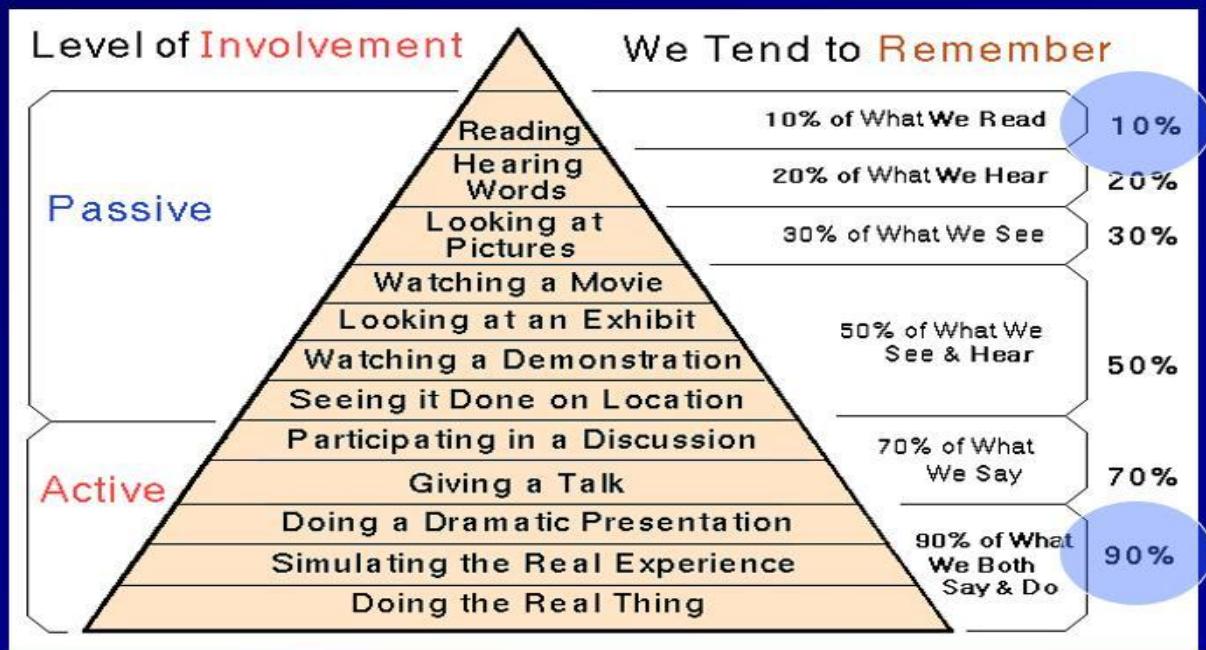 Level of Involvement
We Tend to Remember
Passive
Active
Reading
Hearing
Words
Looking at
Pictures
Watching a Movie
Looking at an Exhibit
Watching a Demonstration
Seeing it Done on Location
Participating in a Discussion
Giving a Talk
Doing a Dramatic Presentation
Simulating the Real Experience
Doing the Real Thing
10% of What We Read
10%
20% of What We Hear
20%
30% of What We See
30%
50% of What We
See & Hear
50%
70% of What
We Say
70%
90% of What
We Both
Say & Do
90%